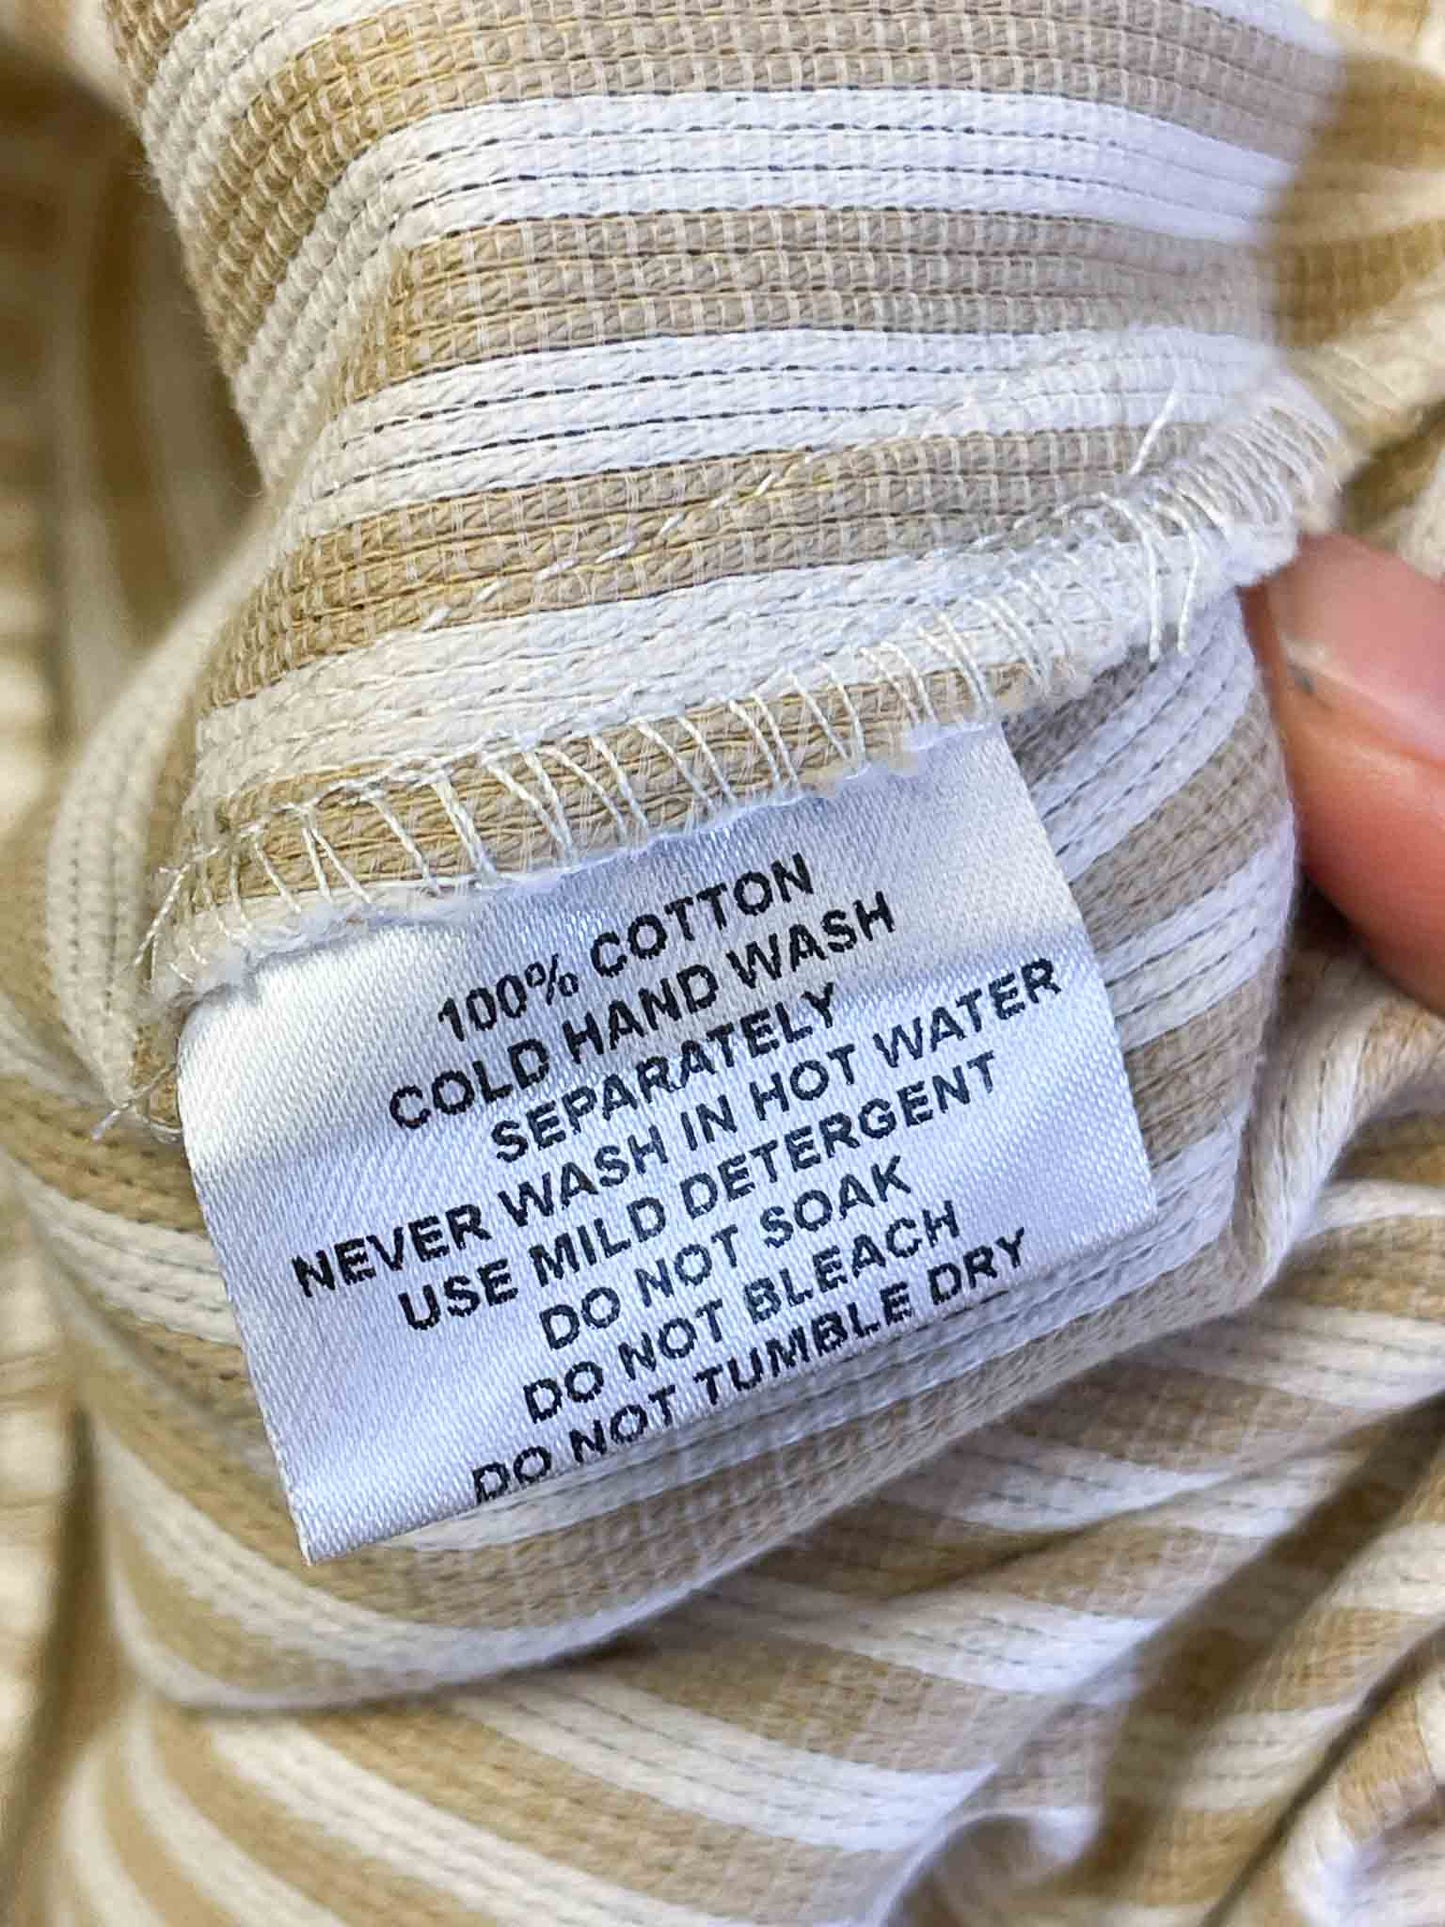 100% COTTON
COLD HAND WASH
SEPARATELY
NEVER WASH IN HOT WATER
USE MILD DETERGENT
DO NOT SOAK
DO NOT BLEACH
DO NOT TUMBLE DRY